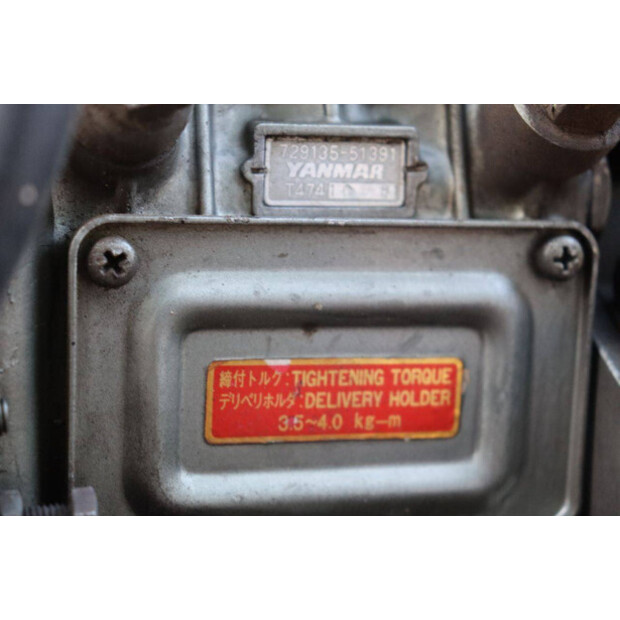 729135-51391
YANMAR
締付トルク:TIGHTENING TORQUE
デリベリホルダ:DELIVERY HOLDER
3.5~4.0 kg-m